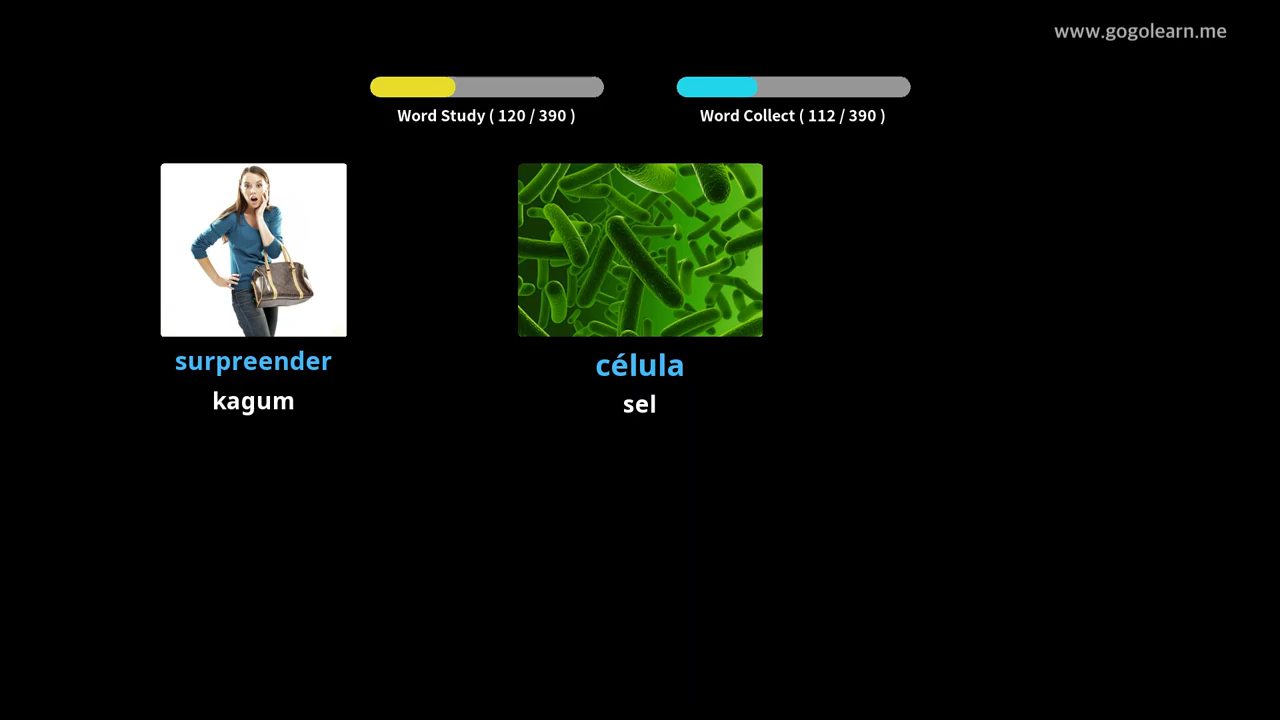 www.gogolearn.me
Word Study ( 120 / 390 )
Word Collect ( 112 / 390 )
surpreender
kagum
célula
sel